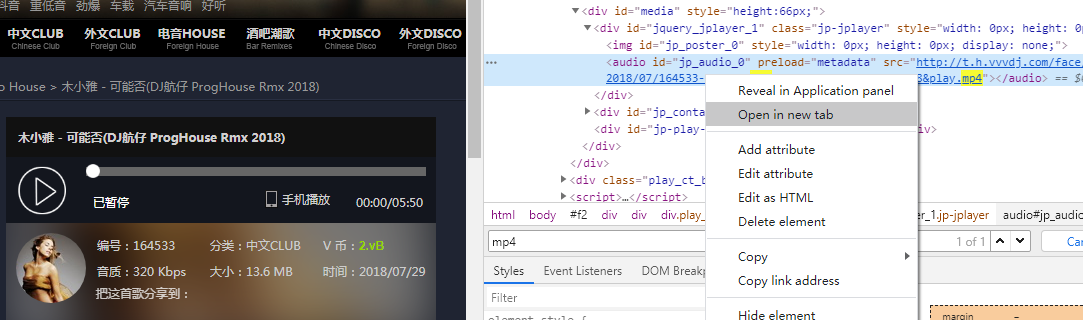 抖音 重低音 劲爆 车载 汽车音响 好听
中文CLUB 外文CLUB 电音HOUSE 酒吧潮歌 中文DISCO 外文DISCO
Chinese Club Foreign Club Foreign House Bar Remixs Chinese Disco Foreign Disco
o House > 木小雅 - 可能否(DJ航仔 ProgHouse Rmx 2018)
木小雅 - 可能否(DJ航仔 ProgHouse Rmx 2018)
已暂停
手机播放
00:00/05:50
编号：164533 分类：中文CLUB V 币：2.vB
音质：320 Kbps 大小：13.6 MB 时间：2018/07/29
把这首歌分享到：
<div id="media" style="height:66px;">
<div id="jquery_jplayer_1" class="jp-jplayer" style="width: 0px; height: 0p
<img id="jp_poster_0" style="width: 0px; height: 0px; display: none;">
<audio id="jp_audio_0" preload="metadata" src="http://t.h.vvvdj.com/face_
2018/07/164533- 8&play.mp4"></audio> == $0
</div>
<div id="jp_conta
<div id="jp-play- div>
</div>
</div>
<div class="play_ct_b
<script>…</script>
Reveal in Application panel
Open in new tab
Add attribute
Edit attribute
Edit as HTML
Delete element
Copy
Copy link address
Hide element
html body #f2 div div div.play_ _1.jp-jplayer audio#jp_audio
mp4 1 of 1 Can
Styles Event Listeners DOM Breakp
Filter
element.style {
margin –